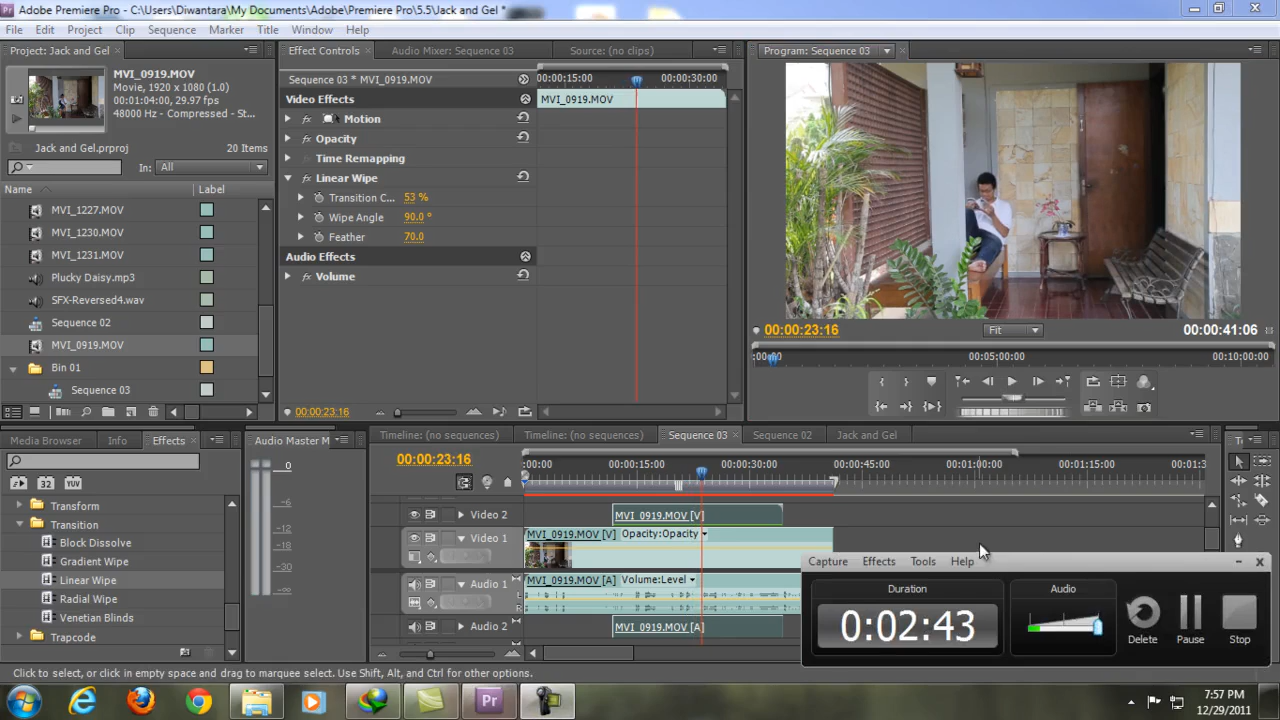 Adobe Premiere Pro - C:\Users\Diwantara\My Documents\Adobe\Premiere Pro\5.5\Jack and Gel *
File Edit Project Clip Sequence Marker Title Window Help
Project: Jack and Gel
MVI_0919.MOV
Movie, 1920 x 1080 (1.0)
00:01:04:00, 29.97 fps
48000 Hz - Compressed - St...
Jack and Gel.prproj
20 Items
In: All
Name Label
MVI_1227.MOV
MVI_1230.MOV
MVI_1231.MOV
Plucky Daisy.mp3
SFX-Reversed4.wav
Sequence 02
MVI_0919.MOV
Bin 01
Sequence 03
Effect Controls Audio Mixer: Sequence 03 Source: (no clips)
Sequence 03 * MVI_0919.MOV
00:00:15:00 00:00:30:00
Video Effects
MVI_0919.MOV
fx Motion
fx Opacity
fx Time Remapping
fx Linear Wipe
Transition C... 53 %
Wipe Angle 90.0 °
Feather 70.0
Audio Effects
fx Volume
00:00:23:16
Program: Sequence 03
00:00:23:16 Fit 00:00:41:06
;00;00 00:05:00:00 00:10:00:00
Media Browser Info Effects
32 YUV
Transform
Transition
Block Dissolve
Gradient Wipe
Linear Wipe
Radial Wipe
Venetian Blinds
Trapcode
Audio Master M
0
-6
-12
-18
-30
-∞
Timeline: (no sequences) Timeline: (no sequences) Sequence 03 Sequence 02 Jack and Gel
00:00:23:16
:00:00 00:00:15:00 00:00:30:00 00:00:45:00 00:01:00:00 00:01:15:00 00:01:3
Video 2 MVI_0919.MOV [V]
Video 1 MVI_0919.MOV [V] Opacity:Opacity
Audio 1 MVI_0919.MOV [A] Volume:Level
L
R
Audio 2 MVI_0919.MOV [A]
Capture Effects Tools Help
Duration Audio
0:02:43
Delete Pause Stop
Click to select, or click in empty space and drag to marquee select. Use Shift, Alt, and Ctrl for other options.
Pr
7:57 PM
12/29/2011